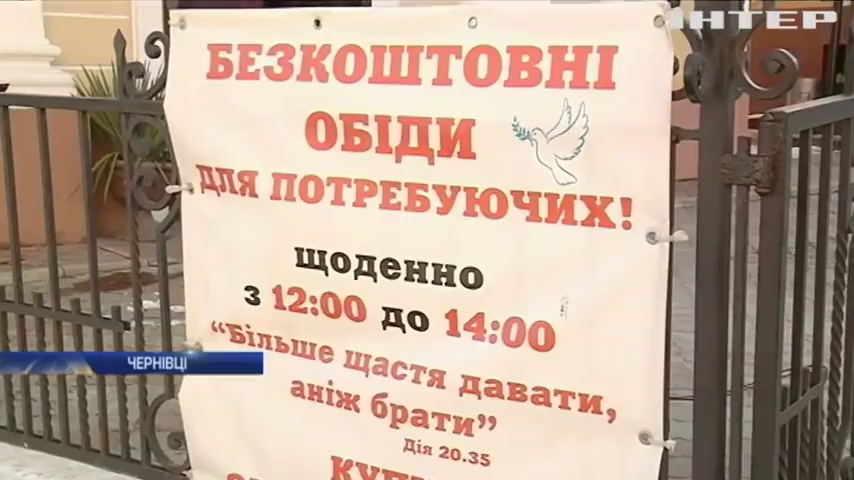 ІНТЕР
БЕЗКОШТОВНІ
ОБІДИ
ДЛЯ ПОТРЕБУЮЧИХ!
щоденно
з 12:00 до 14:00
"Більше щастя давати,
аніж брати"
Дія 20.35
ЧЕРНІВЦІ